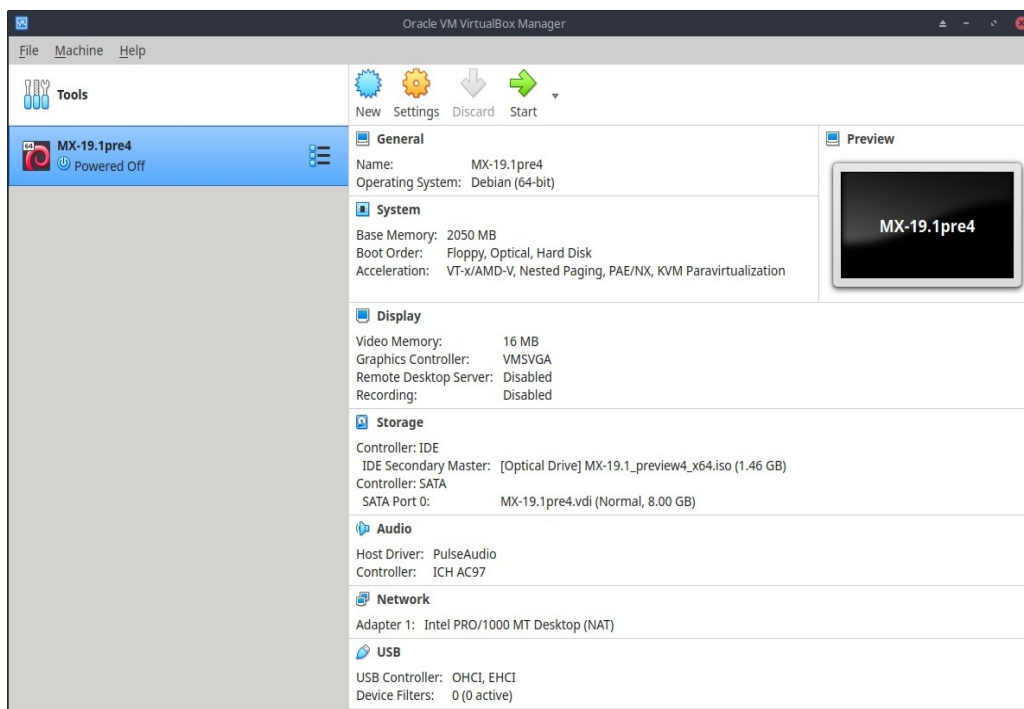 Oracle VM VirtualBox Manager
File Machine Help
Tools
New Settings Discard Start
64
MX-19.1pre4
Powered Off
General
Name: MX-19.1pre4
Operating System: Debian (64-bit)
Preview
MX-19.1pre4
System
Base Memory: 2050 MB
Boot Order: Floppy, Optical, Hard Disk
Acceleration: VT-x/AMD-V, Nested Paging, PAE/NX, KVM Paravirtualization
Display
Video Memory: 16 MB
Graphics Controller: VMSVGA
Remote Desktop Server: Disabled
Recording: Disabled
Storage
Controller: IDE
IDE Secondary Master: [Optical Drive] MX-19.1_preview4_x64.iso (1.46 GB)
Controller: SATA
SATA Port 0: MX-19.1pre4.vdi (Normal, 8.00 GB)
Audio
Host Driver: PulseAudio
Controller: ICH AC97
Network
Adapter 1: Intel PRO/1000 MT Desktop (NAT)
USB
USB Controller: OHCI, EHCI
Device Filters: 0 (0 active)